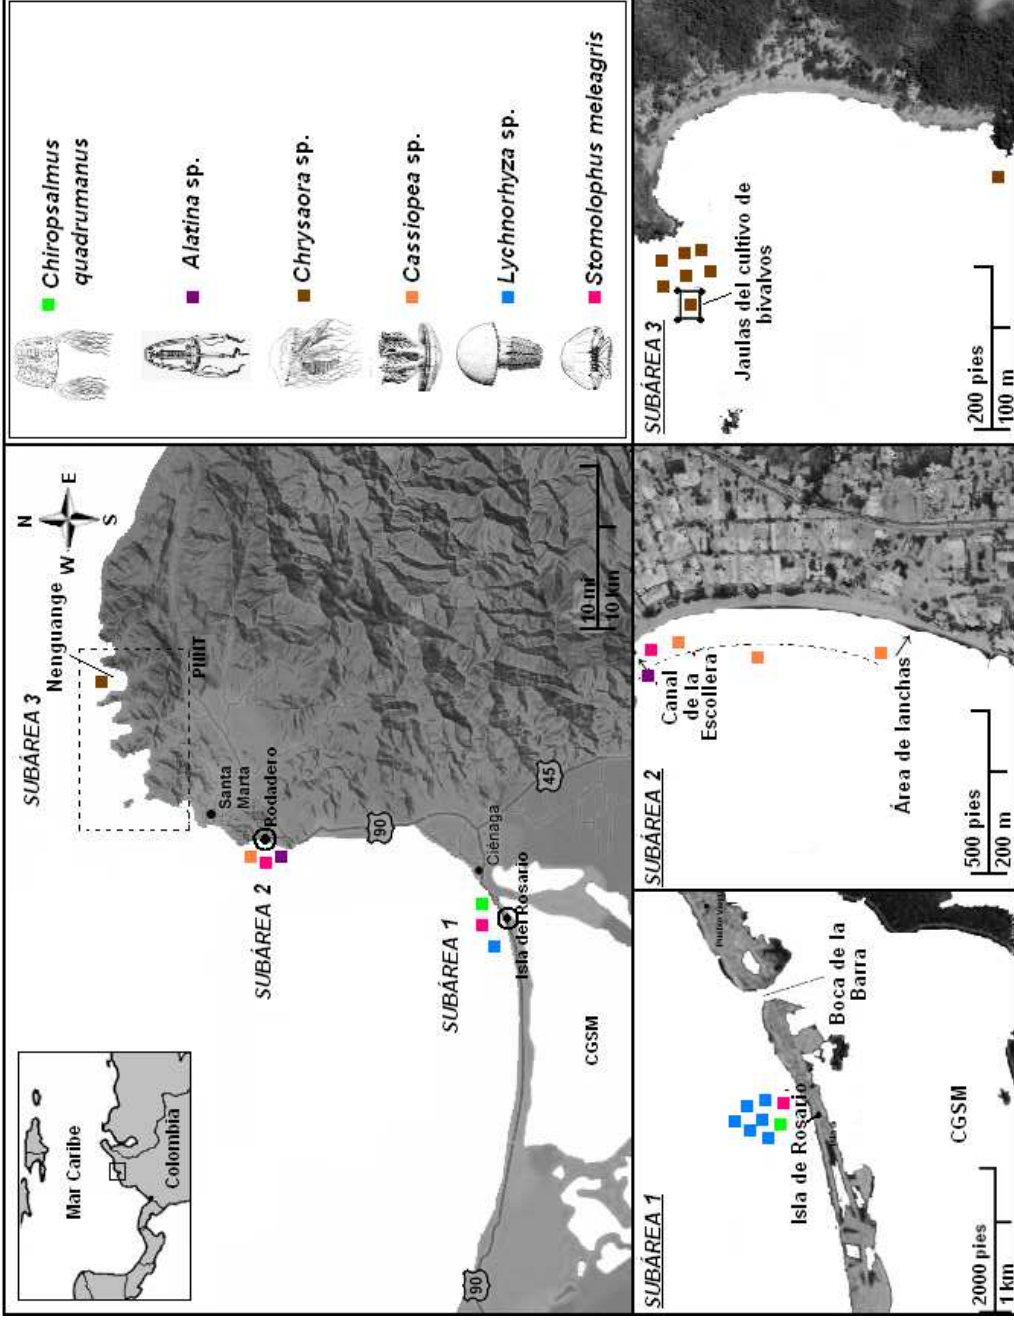 Mar Caribe
Colombia
SUBÁREA 3
Nenguange
N
W
E
S
PNNT
Santa
Marta
Rodadero
SUBÁREA 2
90
Ciénaga
45
SUBÁREA 1
Isla del Rosario
CGSM
90
10 mi
10 km
Chiropsalmus
quadrumanus
Alatina sp.
Chrysaora sp.
Cassiopea sp.
Lychnorhyza sp.
Stomolophus meleagris
SUBÁREA 1
Isla de Rosario
Boca de la
Barra
CGSM
2000 pies
1 km
SUBÁREA 2
Canal
de la
Escollera
Área de lanchas
500 pies
200 m
SUBÁREA 3
Jaulas del cultivo de
bivalvos
200 pies
100 m